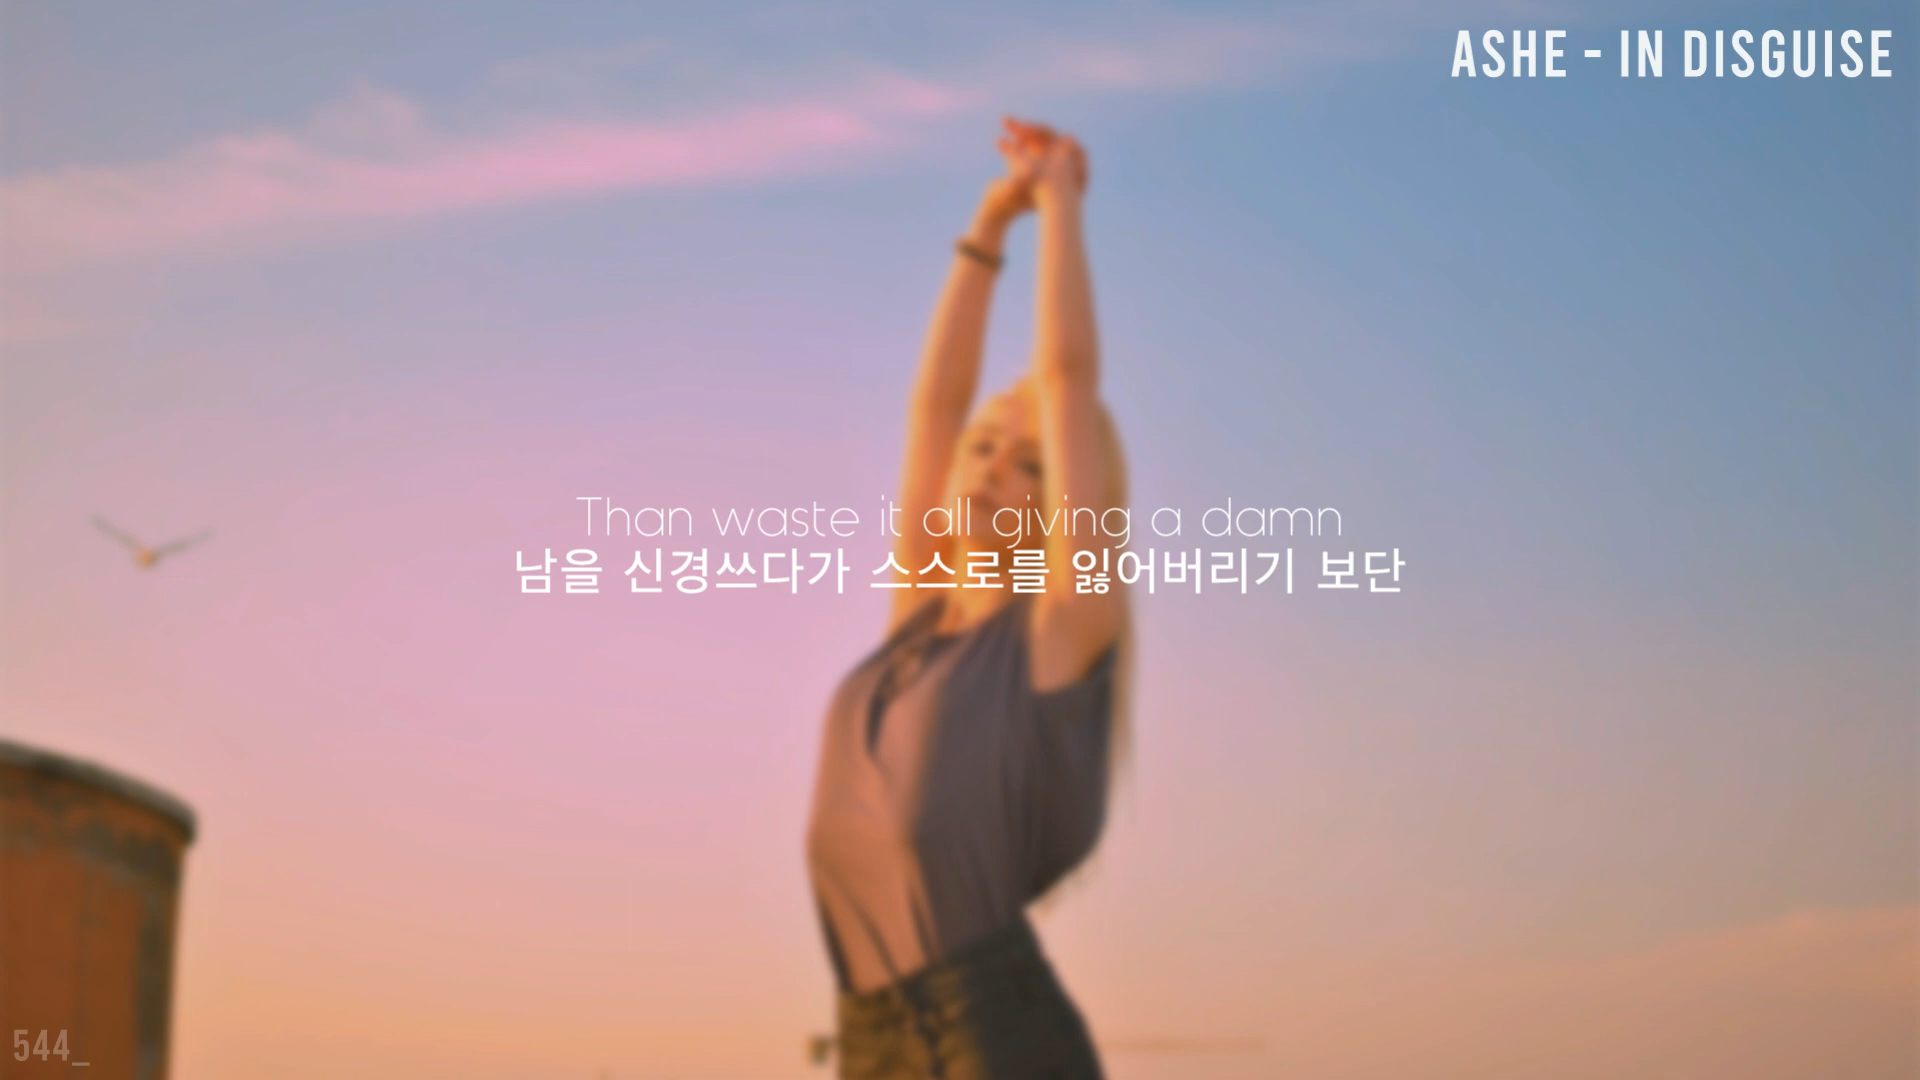 ASHE - IN DISGUISE
Than waste it all giving a damn
남을 신경쓰다가 스스로를 잃어버리기 보단
544_